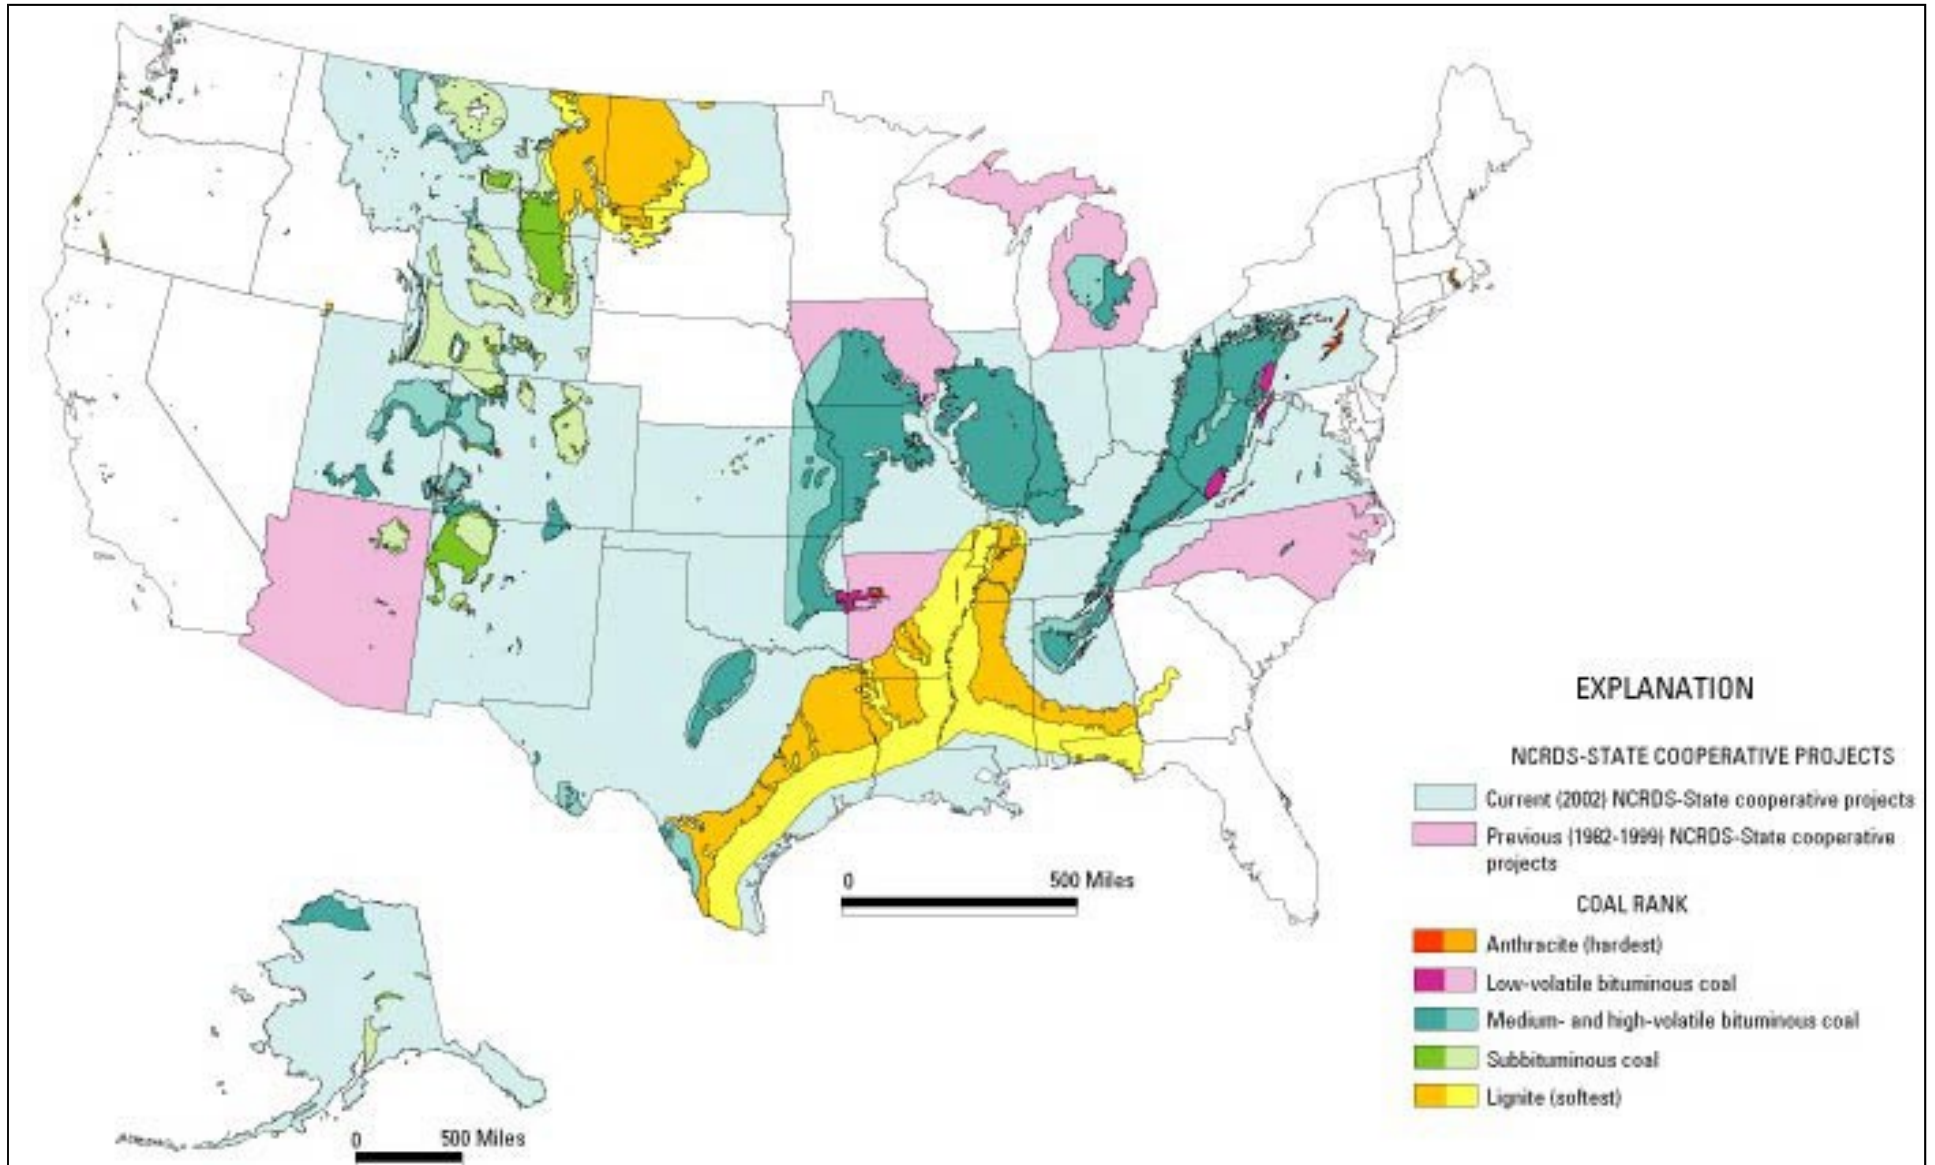 EXPLANATION
NCRDS-STATE COOPERATIVE PROJECTS
Current (2002) NCRDS-State cooperative projects
Previous (1982-1999) NCRDS-State cooperative
projects
0 500 Miles
COAL RANK
Anthracite (hardest)
Low-volatile bituminous coal
Medium- and high-volatile bituminous coal
Subbituminous coal
Lignite (softest)
0 500 Miles